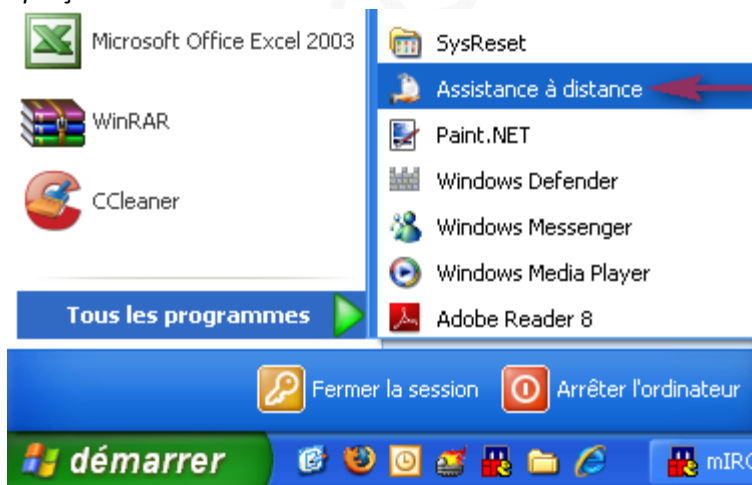 Microsoft Office Excel 2003
WinRAR
CCleaner
Tous les programmes
SysReset
Assistance à distance
Paint.NET
Windows Defender
Windows Messenger
Windows Media Player
Adobe Reader 8
Fermer la session
Arrêter l'ordinateur
démarrer
mIRC